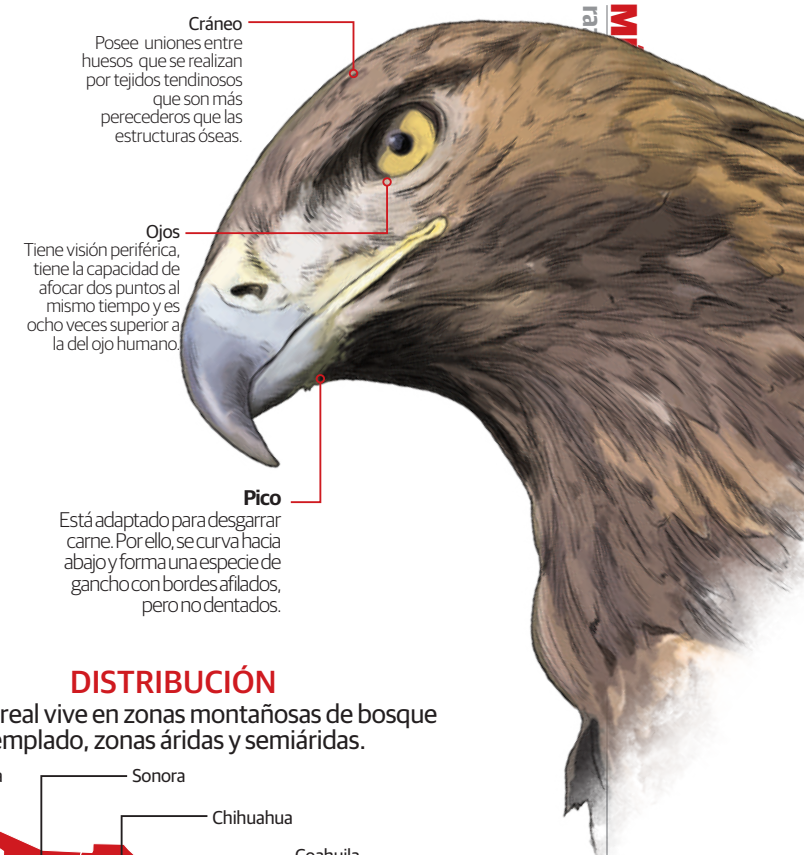 Cráneo
Posee uniones entre
huesos que se realizan
por tejidos tendinosos
que son más
perecederos que las
estructuras óseas.
Ojos
Tiene visión periférica,
tiene la capacidad de
afocar dos puntos al
mismo tiempo y es
ocho veces superior a
la del ojo humano.
Pico
Está adaptado para desgarrar
carne. Por ello, se curva hacia
abajo y forma una especie de
gancho con bordes afilados,
pero no dentados.
DISTRIBUCIÓN
real vive en zonas montañosas de bosque
emplado, zonas áridas y semiáridas.
Sonora
Chihuahua
Coahuila